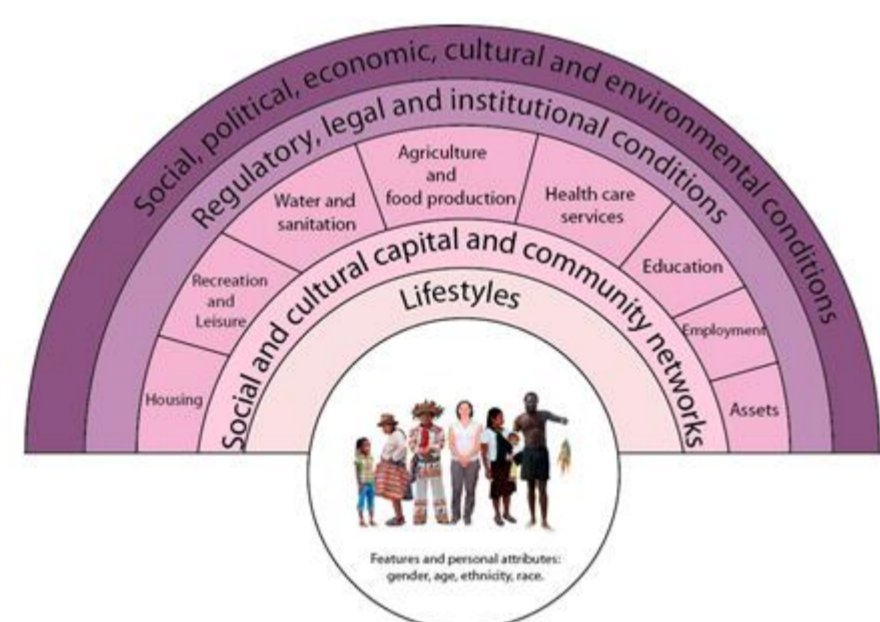 Social, political, economic, cultural and environmental conditions
Regulatory, legal and institutional conditions
Housing
Recreation
and
Leisure
Water and
sanitation
Agriculture
and
food production
Health care
services
Education
Employment
Assets
Social and cultural capital and community networks
Lifestyles
Features and personal attributes:
gender, age, ethnicity, race.